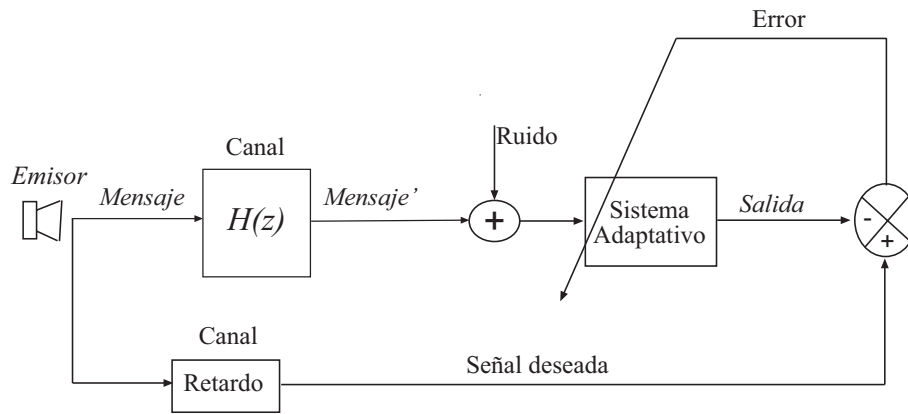 Error
Ruido
Canal
Emisor
Mensaje
H(z)
Mensaje’
+
Sistema
Adaptativo
Salida
-
+
Canal
Retardo
Señal deseada